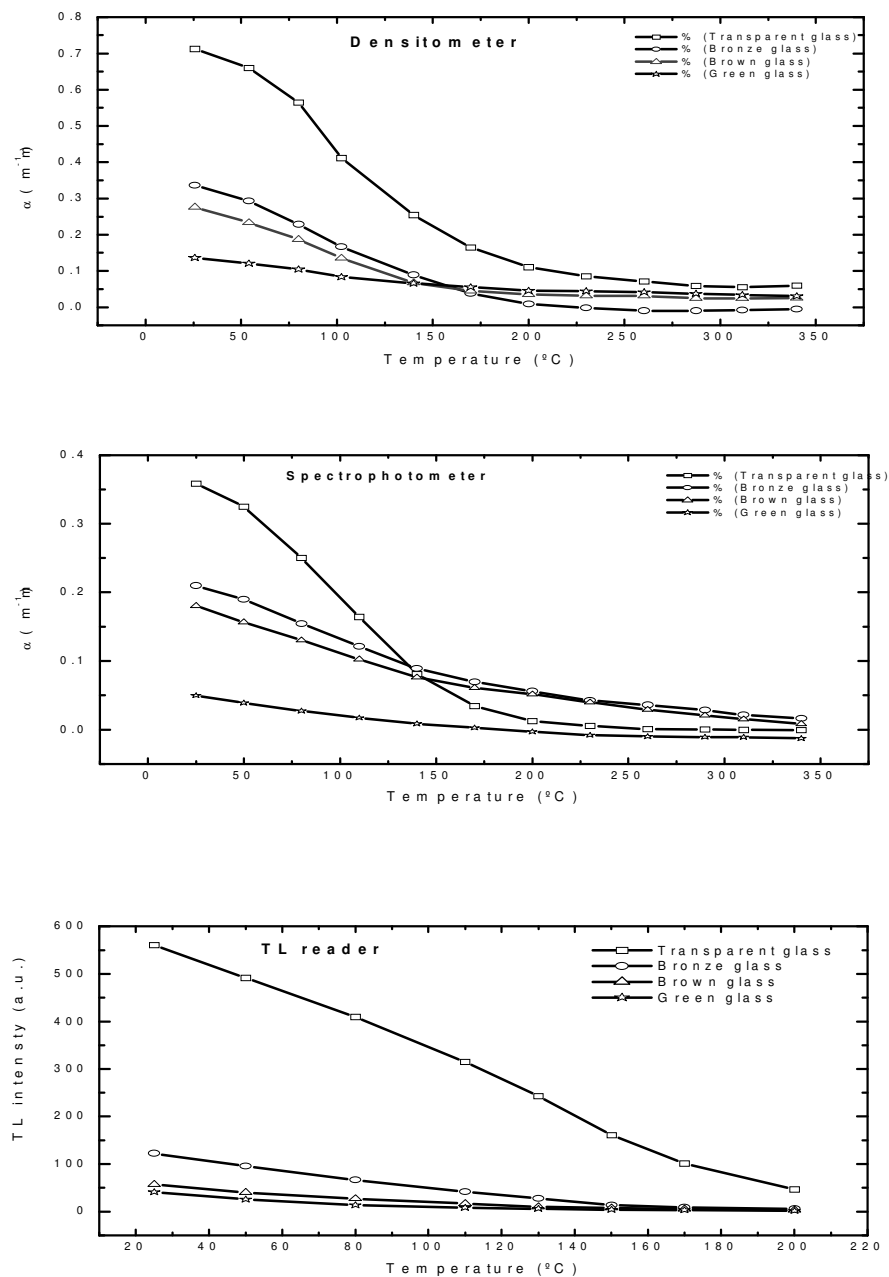 0.8
0.7
0.6
0.5
0.4
0.3
0.2
0.1
0.0
α ( m⁻¹m)
Densitometer
% (Transparent glass)
% (Bronze glass)
% (Brown glass)
% (Green glass)
0 50 100 150 200 250 300 350
Temperature (ºC)
0.4
0.3
0.2
0.1
0.0
α ( m⁻¹m)
Spectrophotometer
% (Transparent glass)
% (Bronze glass)
% (Brown glass)
% (Green glass)
0 50 100 150 200 250 300 350
Temperature (ºC)
600
500
400
300
200
100
0
TL intensty (a.u.)
TL reader
Transparent glass
Bronze glass
Brown glass
Green glass
20 40 60 80 100 120 140 160 180 200 220
Temperature (ºC)